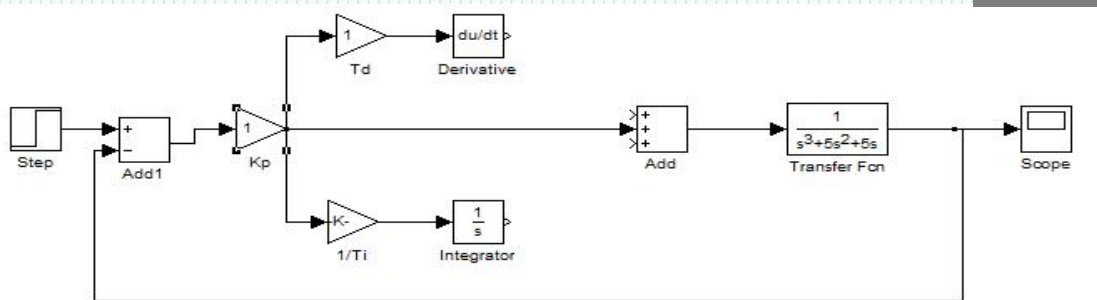 1
Td
du/dt
Derivative
Step
+
−
Add1
1
Kp
+
+
+
Add
1
s3+5s2+5s
Transfer Fcn
Scope
-K-
1/Ti
1
s
Integrator